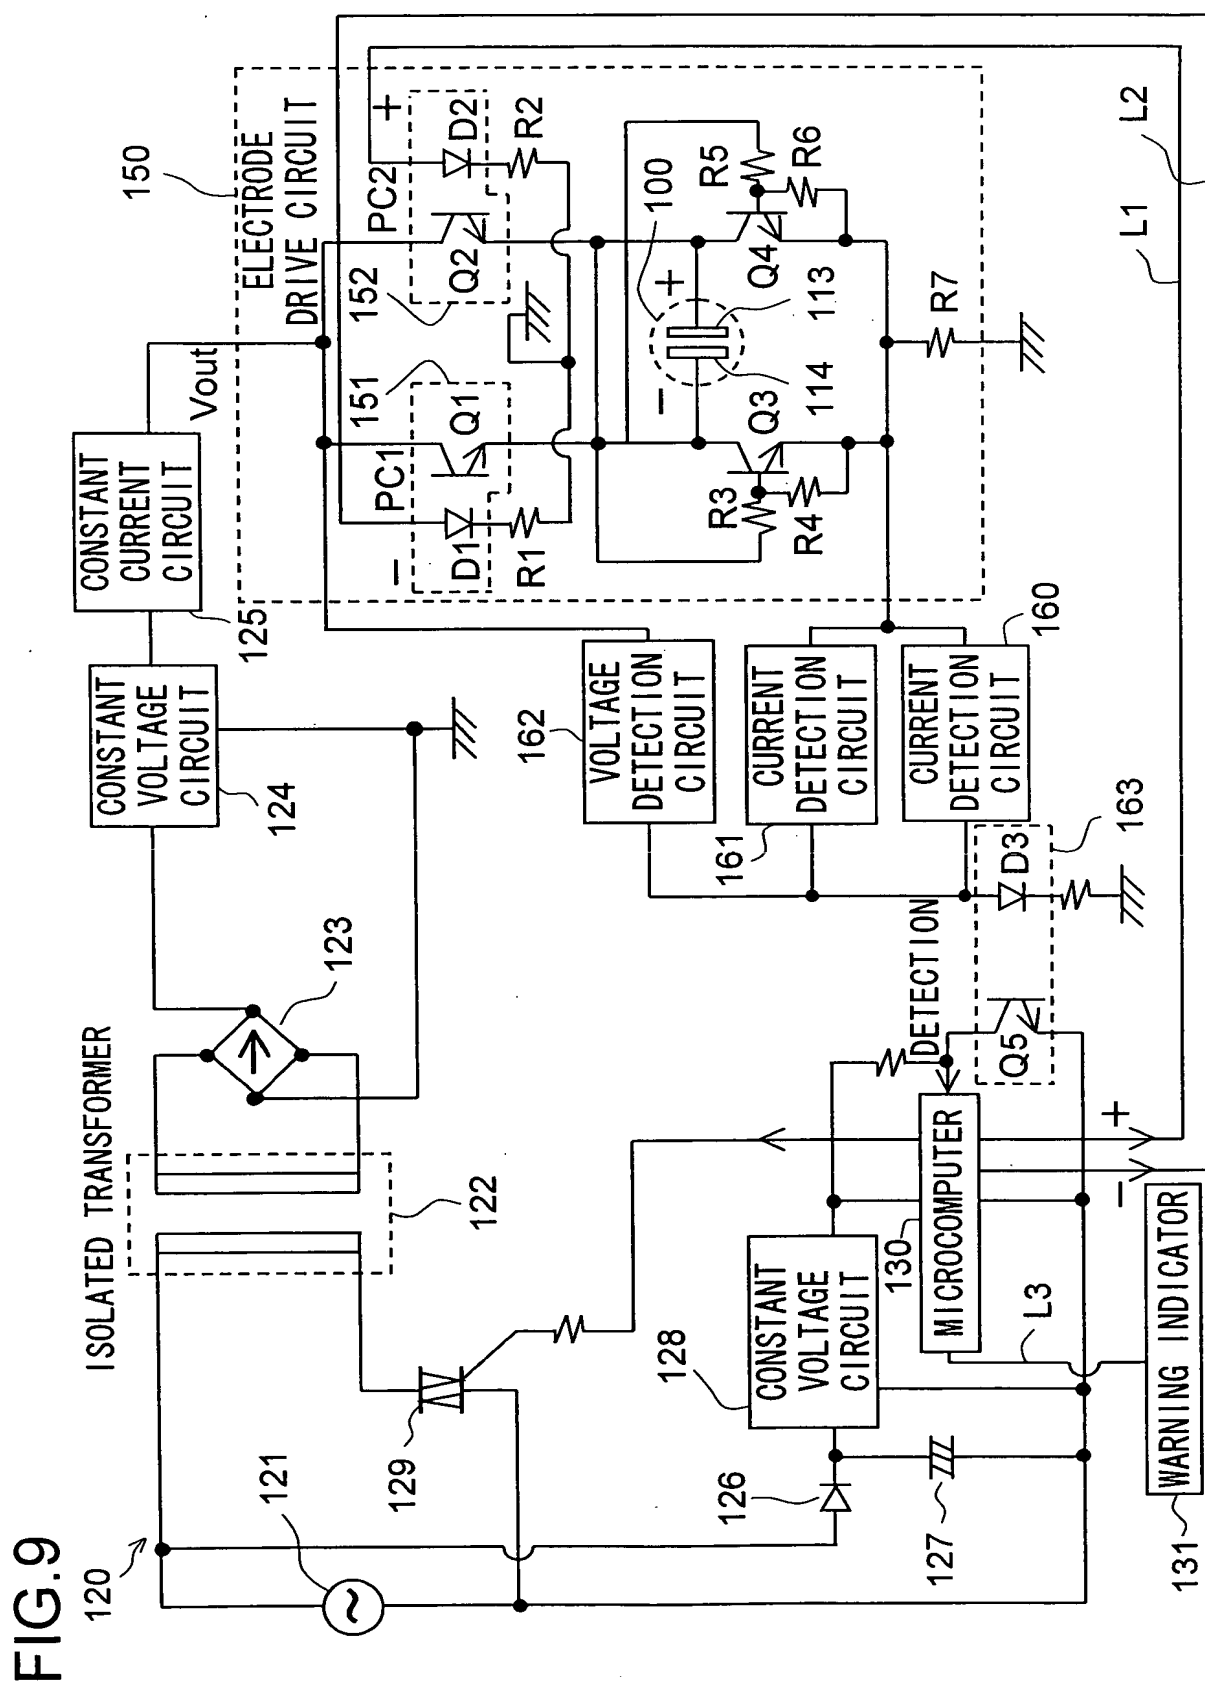 FIG.9
120
121
ISOLATED TRANSFORMER
122
123
CONSTANT
VOLTAGE
CIRCUIT
124
CONSTANT
CURRENT
CIRCUIT
125
Vout
150
ELECTRODE
DRIVE CIRCUIT
129
151
152
PC1
PC2
−
+
D1
Q1
Q2
D2
R1
R2
100
−
+
114
113
R3
R4
Q3
Q4
R5
R6
R7
162
VOLTAGE
DETECTION
CIRCUIT
161
CURRENT
DETECTION
CIRCUIT
160
CURRENT
DETECTION
CIRCUIT
163
D3
Q5
DETECTION
126
127
128
CONSTANT
VOLTAGE
CIRCUIT
130
MICROCOMPUTER
L3
−
+
131
WARNING INDICATOR
L1
L2